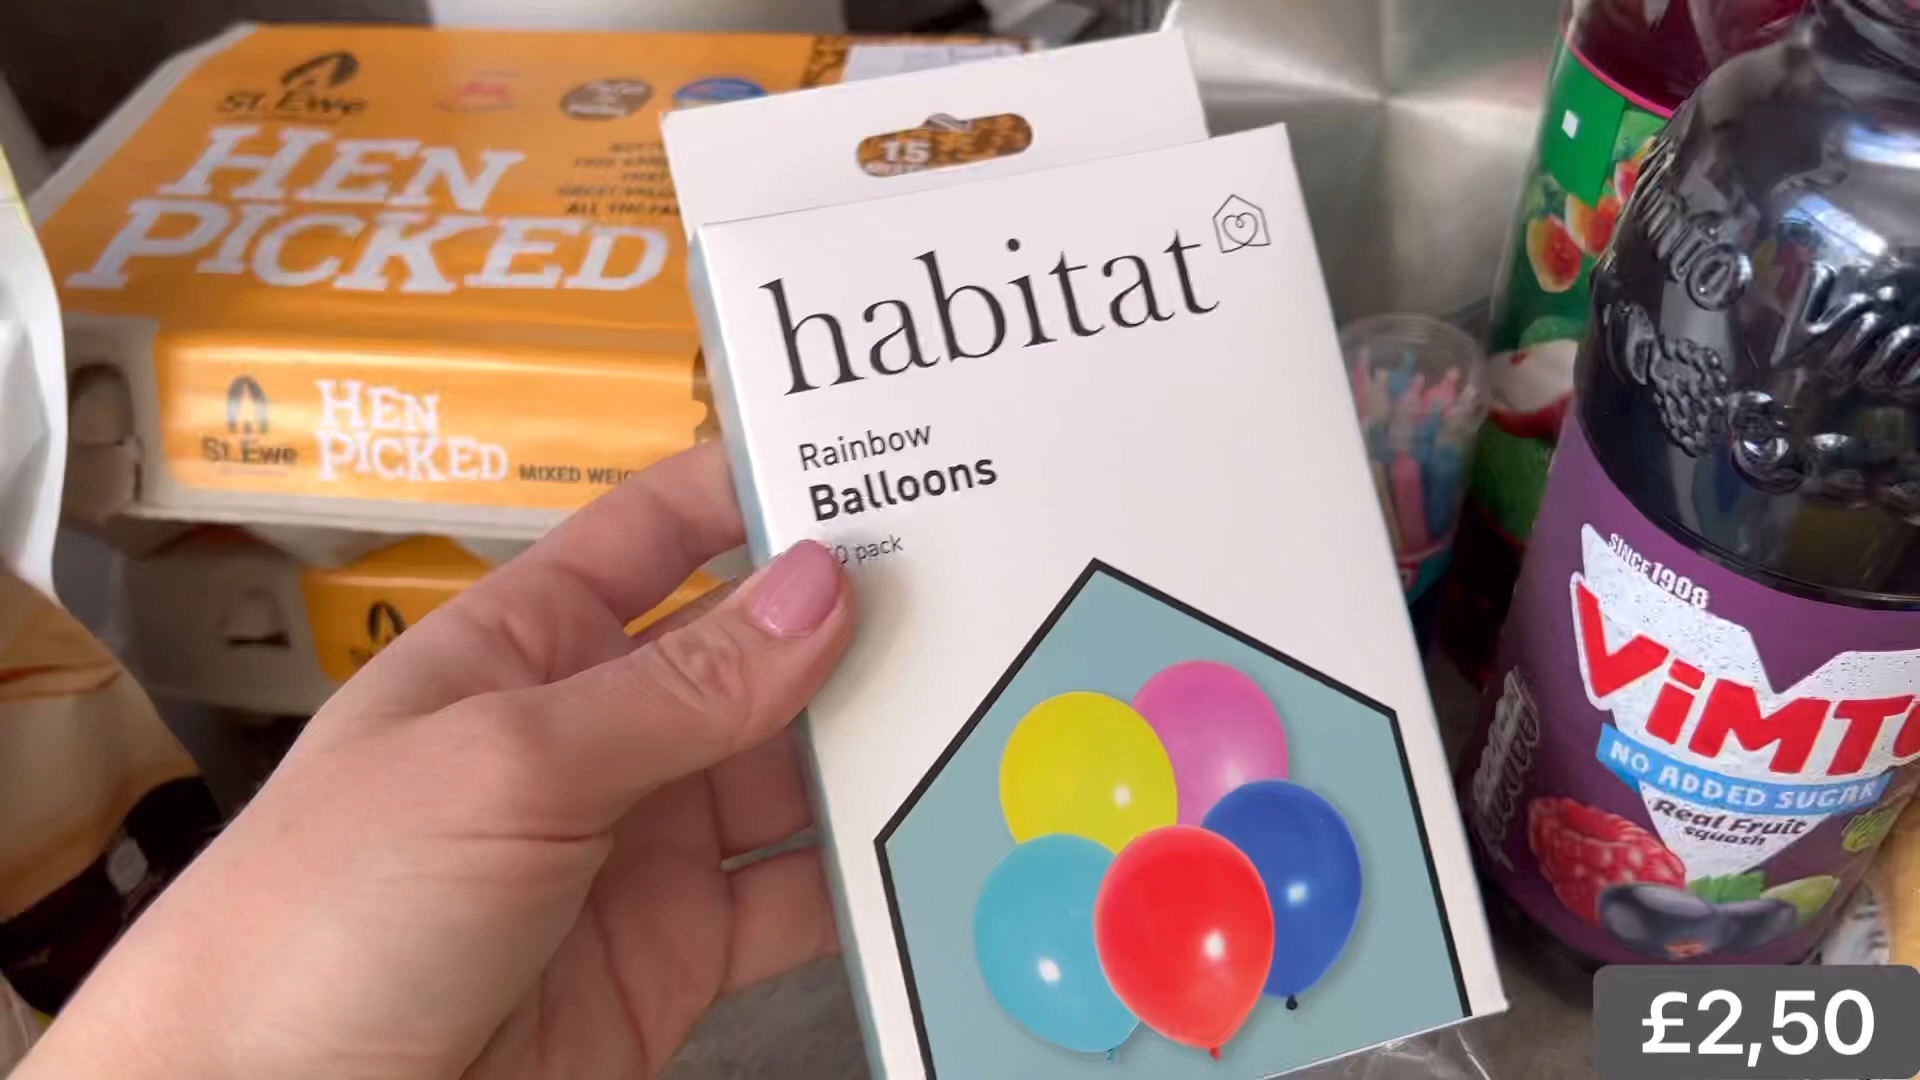 St. Ewe
HEN
PICKED
15
St. Ewe
HEN
PICKED
MIXED
habitat
Rainbow
Balloons
pack
SINCE 1908
VIMTO
NO ADDED SUGAR
Real Fruit
squash
£2,50